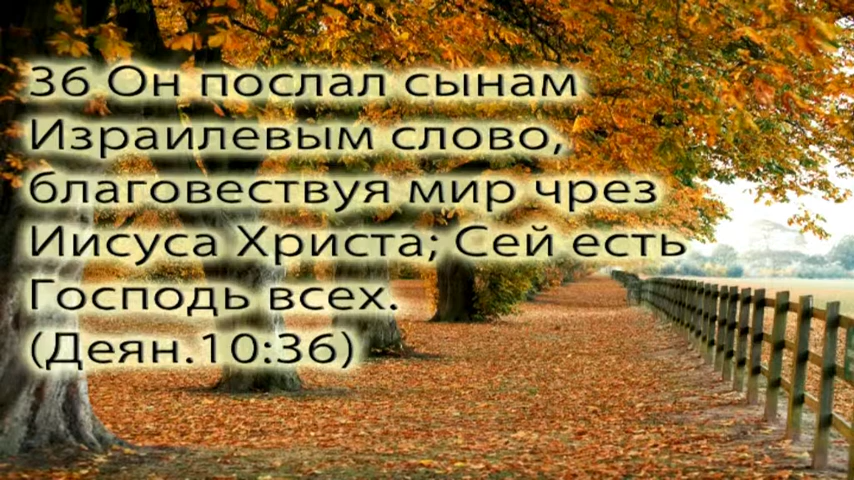 36 Он послал сынам
Израилевым слово,
благовествуя мир чрез
Иисуса Христа; Сей есть
Господь всех.
(Деян.10:36)